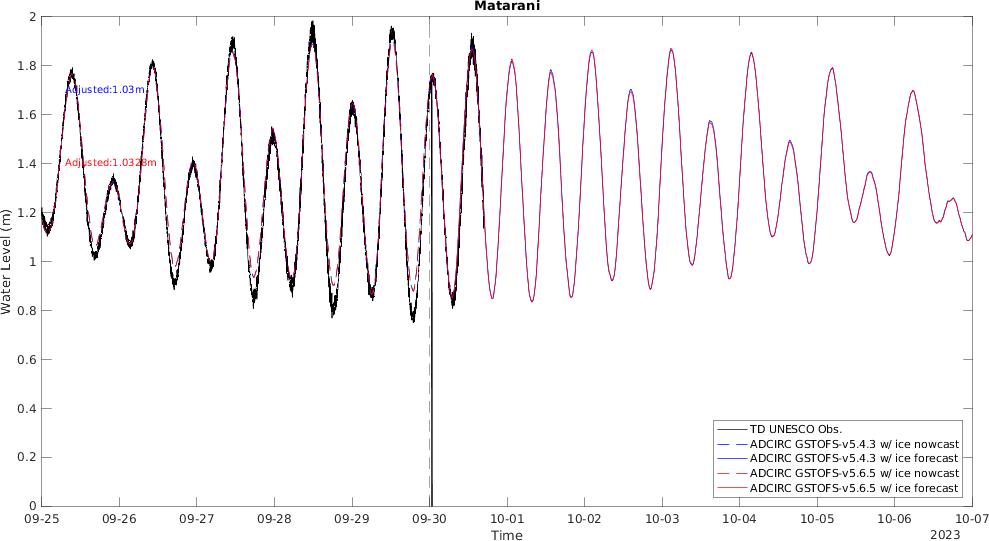 Matarani
2
1.8
1.6
1.4
1.2
1
0.8
0.6
0.4
0.2
0
Water Level (m)
Adjusted:1.03m
Adjusted:1.0328m
TD UNESCO Obs.
ADCIRC GSTOFS-v5.4.3 w/ ice nowcast
ADCIRC GSTOFS-v5.4.3 w/ ice forecast
ADCIRC GSTOFS-v5.6.5 w/ ice nowcast
ADCIRC GSTOFS-v5.6.5 w/ ice forecast
09-25 09-26 09-27 09-28 09-29 09-30 10-01 10-02 10-03 10-04 10-05 10-06 10-07
Time
2023